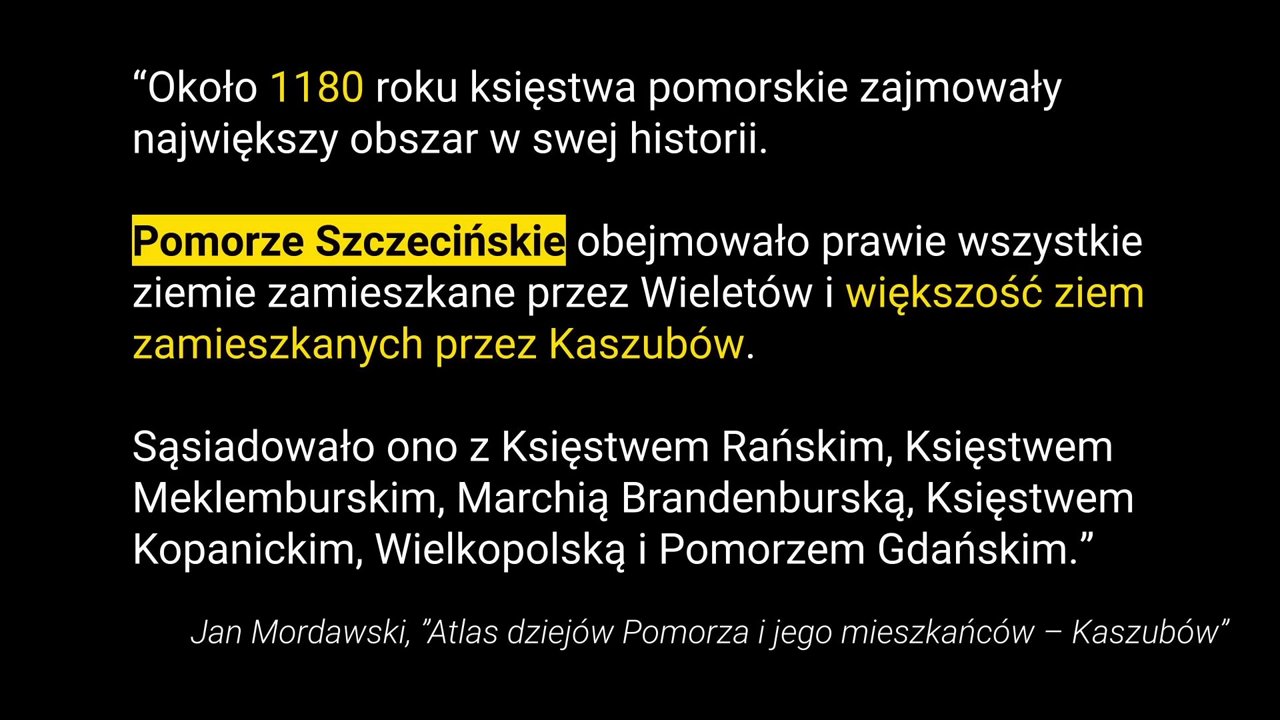 “Około 1180 roku księstwa pomorskie zajmowały
największy obszar w swej historii.
Pomorze Szczecińskie obejmowało prawie wszystkie
ziemie zamieszkane przez Wieletów i większość ziem
zamieszkanych przez Kaszubów.
Sąsiadowało ono z Księstwem Rańskim, Księstwem
Meklemburskim, Marchią Brandenburską, Księstwem
Kopanickim, Wielkopolską i Pomorzem Gdańskim.”
Jan Mordawski, ”Atlas dziejów Pomorza i jego mieszkańców – Kaszubów”